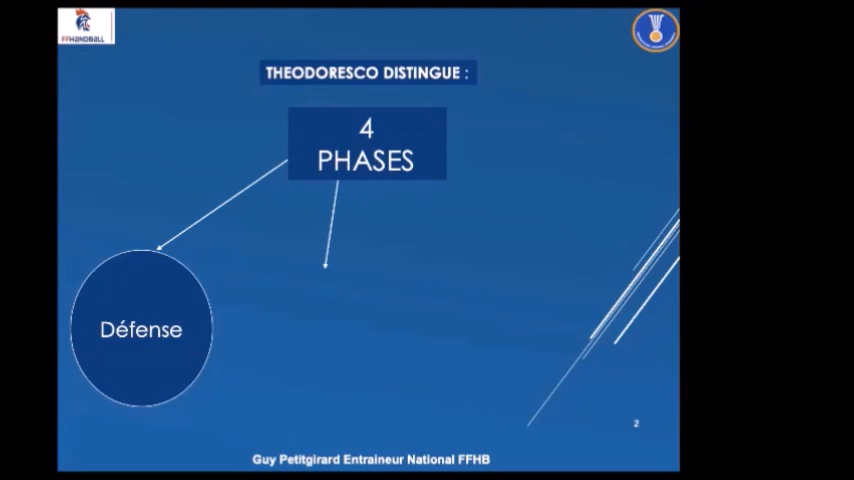 FFHANDBALL
THEODORESCO DISTINGUE :
4
PHASES
Défense
2
Guy Petitgirard Entraineur National FFHB